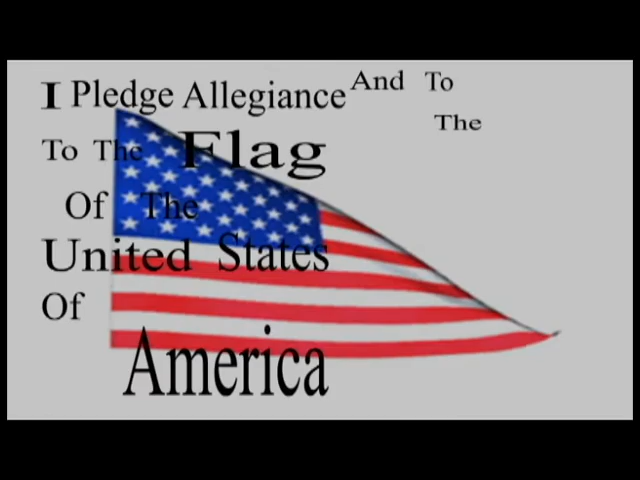 I Pledge Allegiance
To The Flag
Of The
United States
Of
America
And To
The